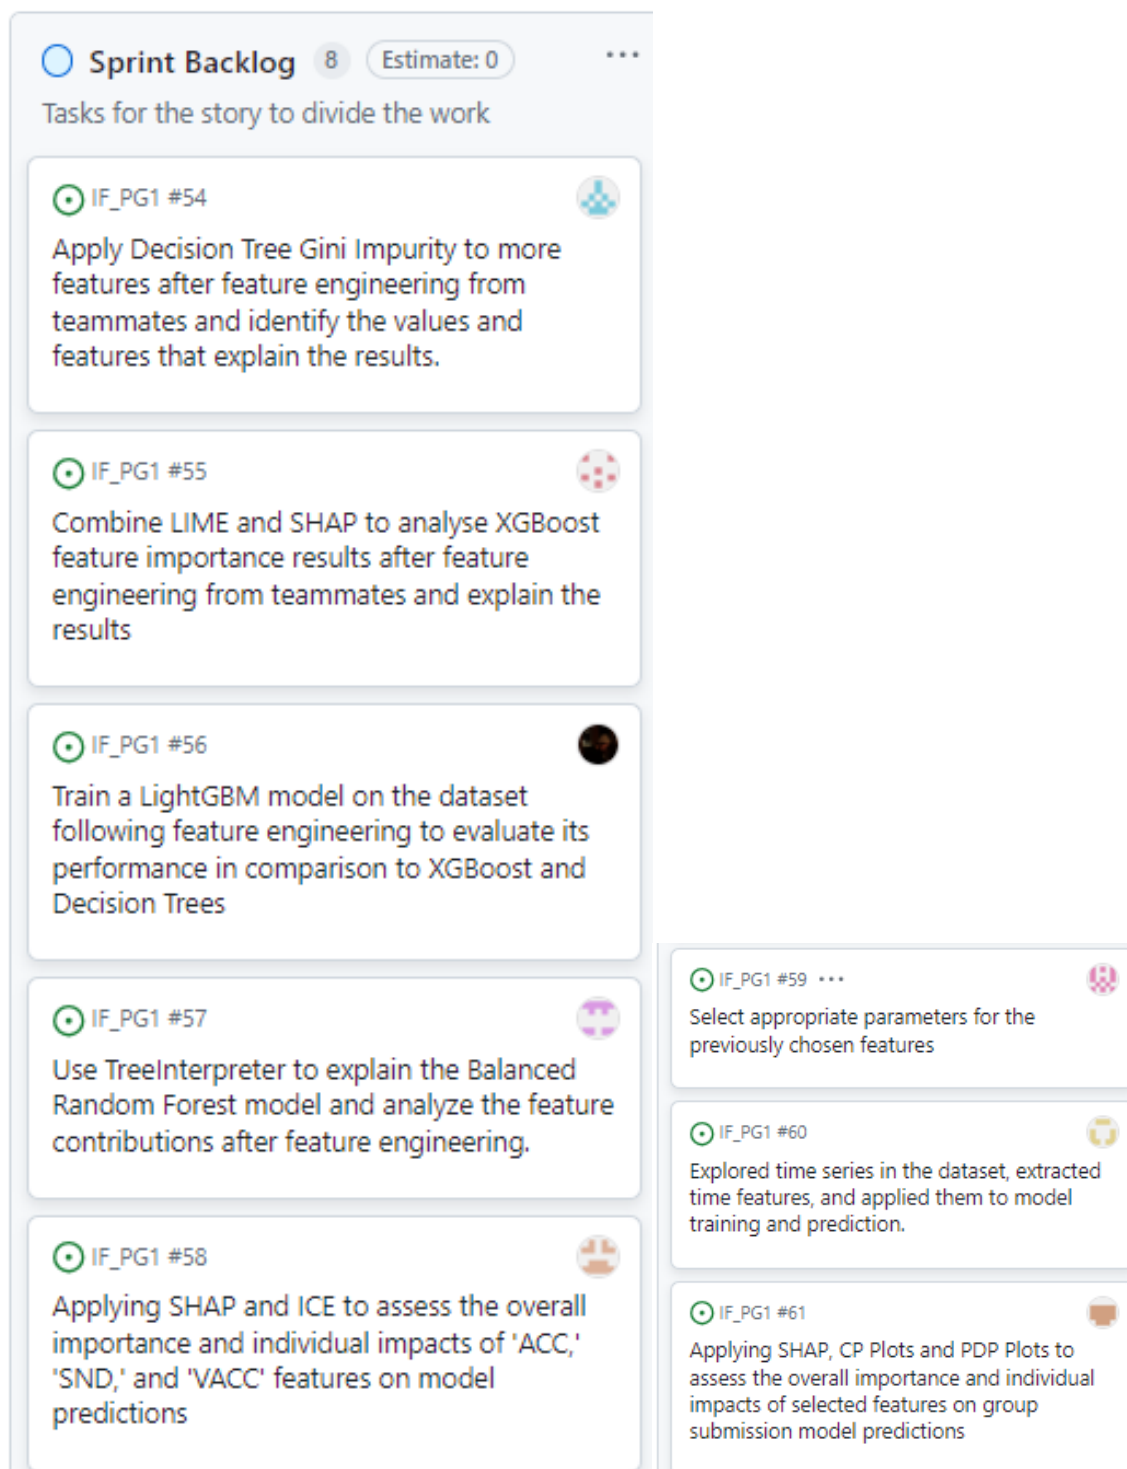 Sprint Backlog 8 Estimate: 0
Tasks for the story to divide the work
IF_PG1 #54
Apply Decision Tree Gini Impurity to more
features after feature engineering from
teammates and identify the values and
features that explain the results.
IF_PG1 #55
Combine LIME and SHAP to analyse XGBoost
feature importance results after feature
engineering from teammates and explain the
results
IF_PG1 #56
Train a LightGBM model on the dataset
following feature engineering to evaluate its
performance in comparison to XGBoost and
Decision Trees
IF_PG1 #57
Use TreeInterpreter to explain the Balanced
Random Forest model and analyze the feature
contributions after feature engineering.
IF_PG1 #58
Applying SHAP and ICE to assess the overall
importance and individual impacts of 'ACC,'
'SND,' and 'VACC' features on model
predictions
IF_PG1 #59
Select appropriate parameters for the
previously chosen features
IF_PG1 #60
Explored time series in the dataset, extracted
time features, and applied them to model
training and prediction.
IF_PG1 #61
Applying SHAP, CP Plots and PDP Plots to
assess the overall importance and individual
impacts of selected features on group
submission model predictions